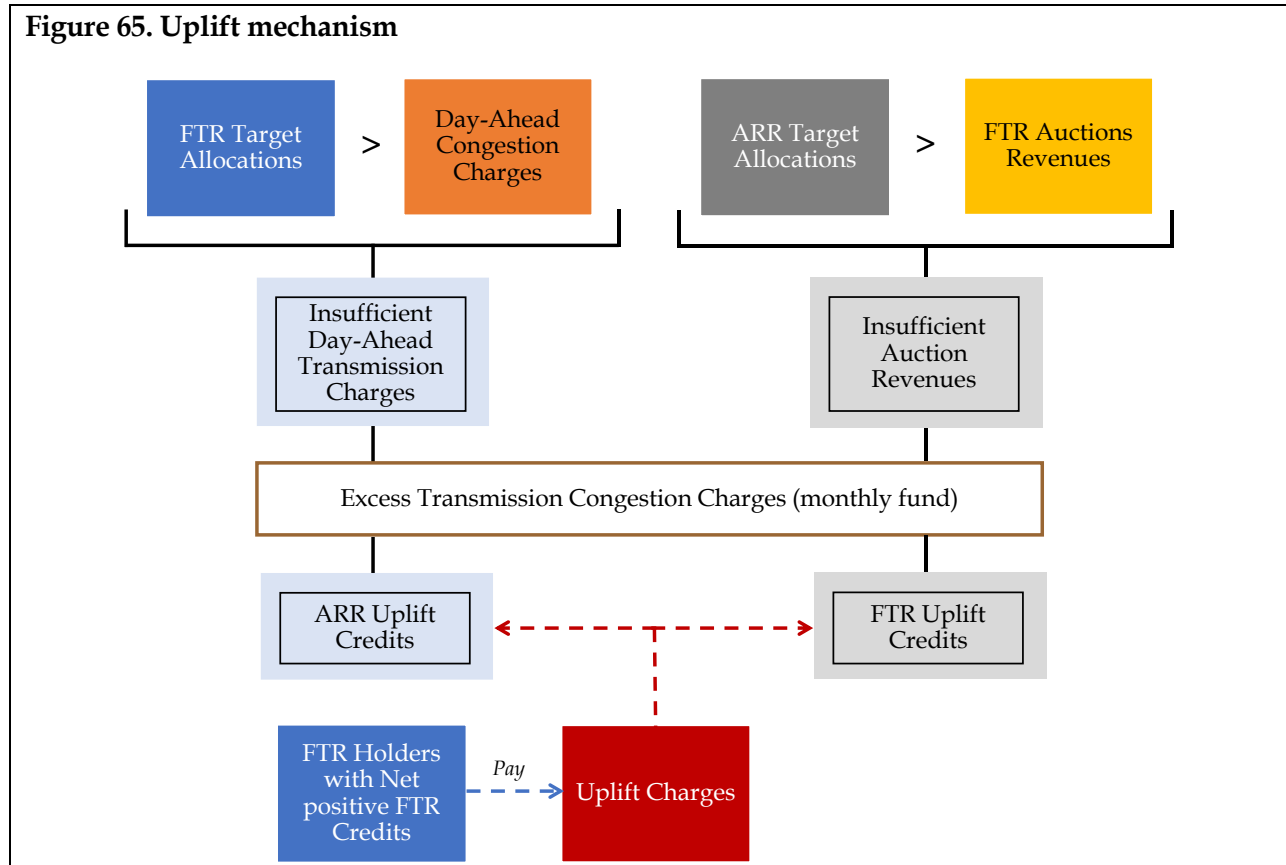 Figure 65. Uplift mechanism
FTR Target
Allocations
>
Day-Ahead
Congestion
Charges
ARR Target
Allocations
>
FTR Auctions
Revenues
Insufficient
Day-Ahead
Transmission
Charges
Insufficient
Auction
Revenues
Excess Transmission Congestion Charges (monthly fund)
ARR Uplift
Credits
FTR Uplift
Credits
FTR Holders
with Net
positive FTR
Credits
Pay
Uplift Charges